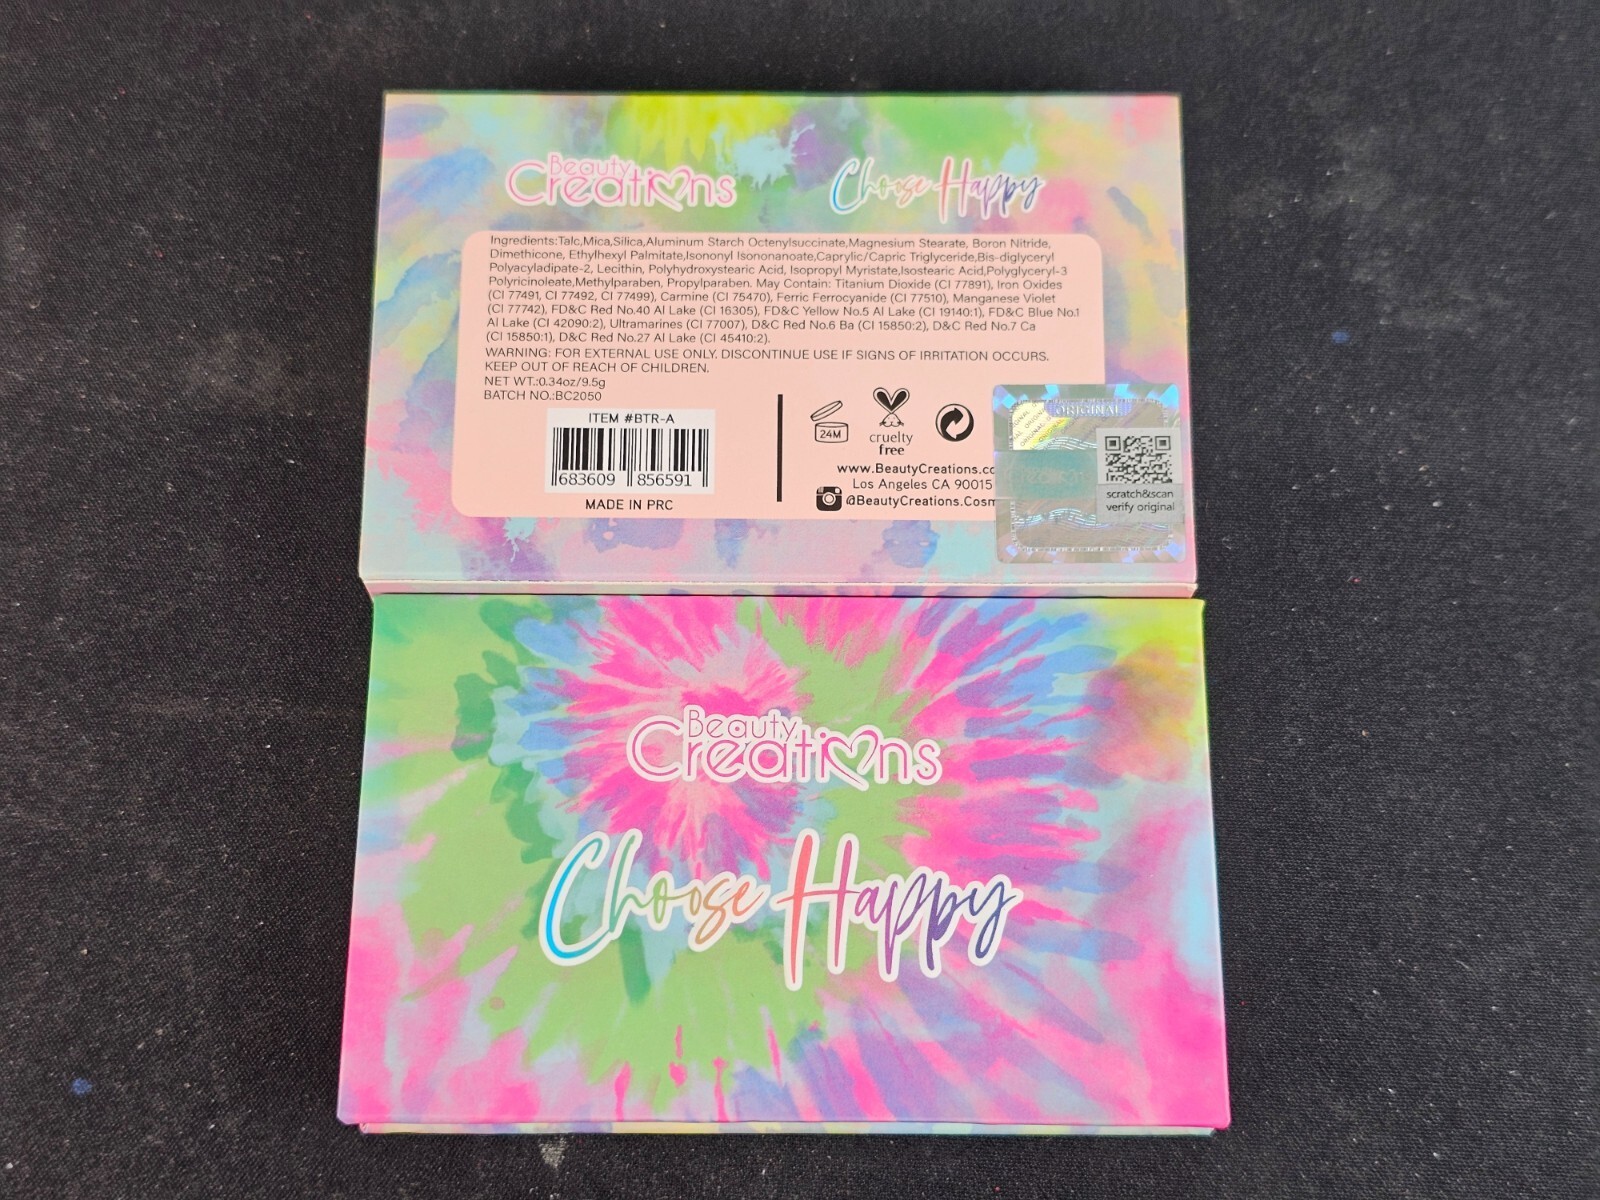 Beauty
Creations
Choose Happy
Ingredients:Talc,Mica,Silica,Aluminum Starch Octenylsuccinate,Magnesium Stearate, Boron Nitride,
Dimethicone, Ethylhexyl Palmitate,Isononyl Isononanoate,Caprylic/Capric Triglyceride,Bis-diglyceryl
Polyacyladipate-2, Lecithin, Polyhydroxystearic Acid, Isopropyl Myristate,Isostearic Acid,Polyglyceryl-3
Polyricinoleate,Methylparaben, Propylparaben. May Contain: Titanium Dioxide (CI 77891), Iron Oxides
(CI 77491, CI 77492, CI 77499), Carmine (CI 75470), Ferric Ferrocyanide (CI 77510), Manganese Violet
(CI 77742), FD&C Red No.40 Al Lake (CI 16305), FD&C Yellow No.5 Al Lake (CI 19140:1), FD&C Blue No.1
Al Lake (CI 42090:2), Ultramarines (CI 77007), D&C Red No.6 Ba (CI 15850:2), D&C Red No.7 Ca
(CI 15850:1), D&C Red No.27 Al Lake (CI 45410:2).
WARNING: FOR EXTERNAL USE ONLY. DISCONTINUE USE IF SIGNS OF IRRITATION OCCURS.
KEEP OUT OF REACH OF CHILDREN.
NET WT.:0.34oz/9.5g
BATCH NO.:BC2050
ITEM #BTR-A
683609 856591
MADE IN PRC
24M
cruelty
free
www.BeautyCreations.co
Los Angeles CA 90015
@BeautyCreations.Cosm
ORIGINAL
scratch&scan
verify original
Beauty
Creations
Choose Happy